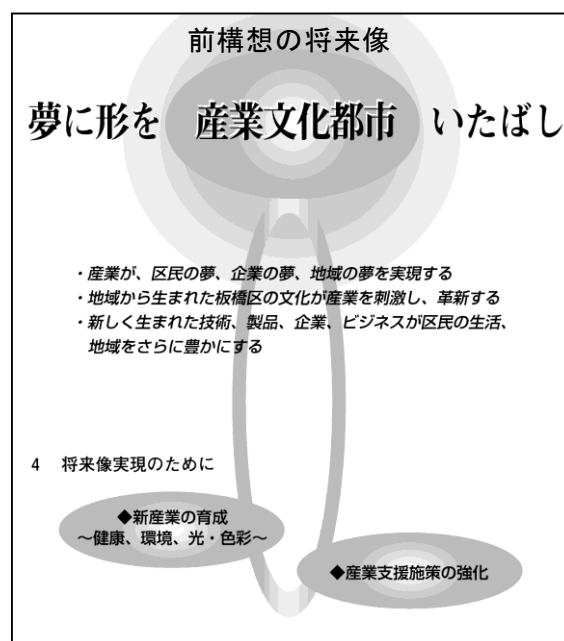 前構想の将来像
夢に形を 産業文化都市 いたばし
・産業が、区民の夢、企業の夢、地域の夢を実現する
・地域から生まれた板橋区の文化が産業を刺激し、革新する
・新しく生まれた技術、製品、企業、ビジネスが区民の生活、
地域をさらに豊かにする
4 将来像実現のために
◆新産業の育成
～健康、環境、光・色彩～
◆産業支援施策の強化